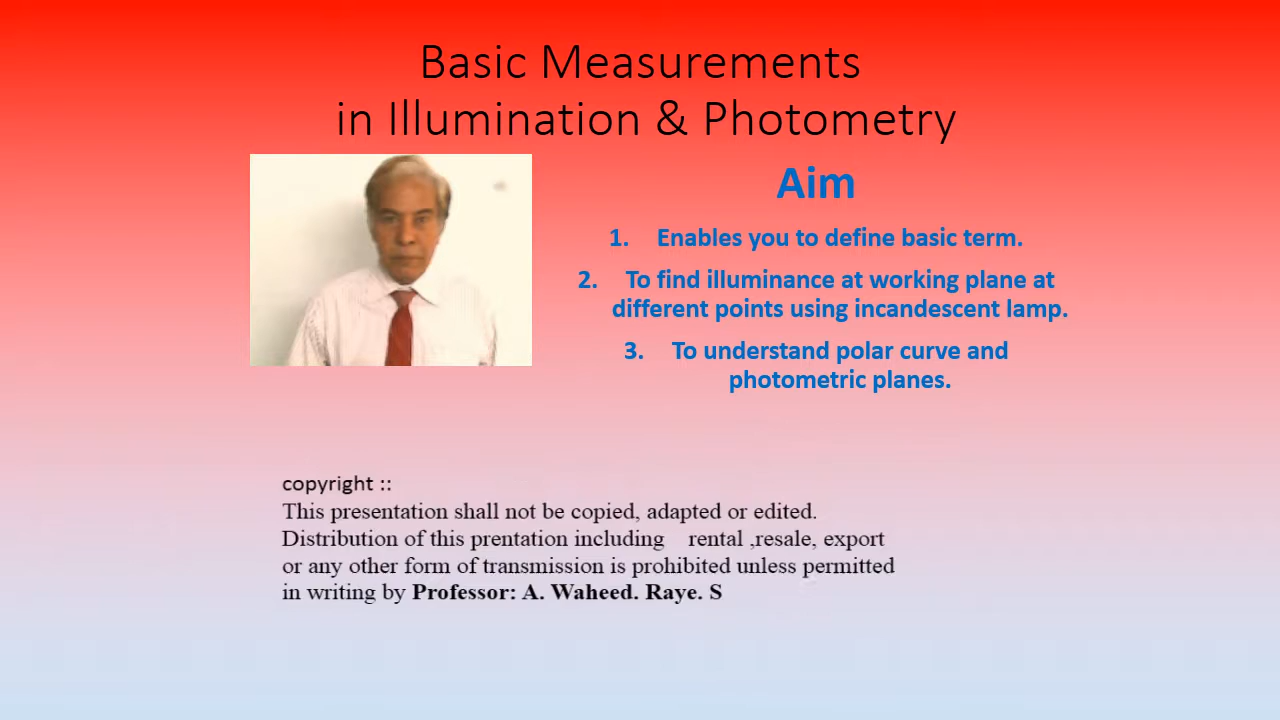 Basic Measurements
in Illumination & Photometry
Aim
1. Enables you to define basic term.
2. To find illuminance at working plane at
different points using incandescent lamp.
3. To understand polar curve and
photometric planes.
copyright ::
This presentation shall not be copied, adapted or edited.
Distribution of this prentation including rental ,resale, export
or any other form of transmission is prohibited unless permitted
in writing by Professor: A. Waheed. Raye. S